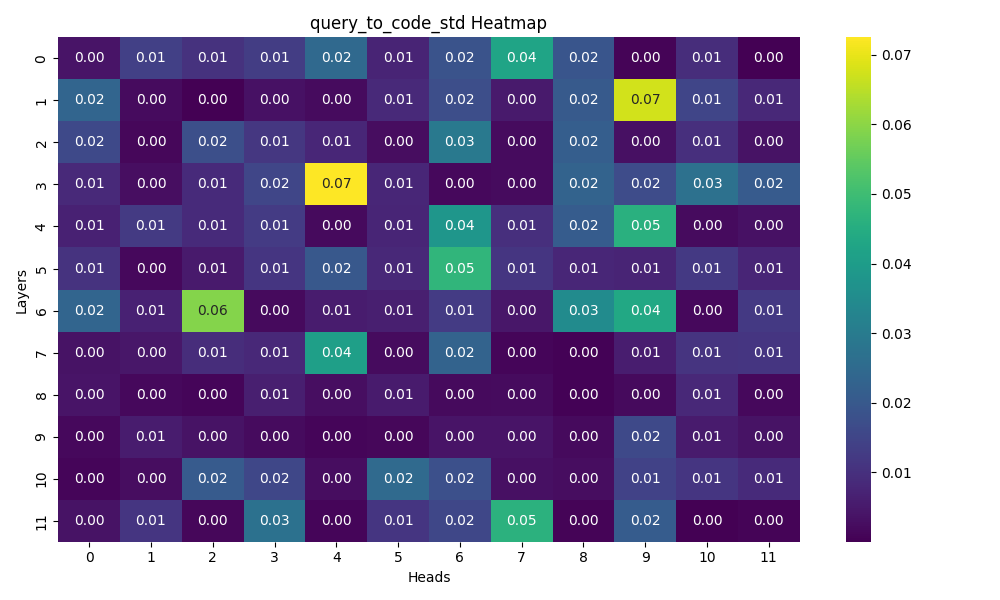 query_to_code_std Heatmap
0 0.00 0.01 0.01 0.01 0.02 0.01 0.02 0.04 0.02 0.00 0.01 0.00
1 0.02 0.00 0.00 0.00 0.00 0.01 0.02 0.00 0.02 0.07 0.01 0.01
2 0.02 0.00 0.02 0.01 0.01 0.00 0.03 0.00 0.02 0.00 0.01 0.00
3 0.01 0.00 0.01 0.02 0.07 0.01 0.00 0.00 0.02 0.02 0.03 0.02
4 0.01 0.01 0.01 0.01 0.00 0.01 0.04 0.01 0.02 0.05 0.00 0.00
5 0.01 0.00 0.01 0.01 0.02 0.01 0.05 0.01 0.01 0.01 0.01 0.01
6 0.02 0.01 0.06 0.00 0.01 0.01 0.01 0.00 0.03 0.04 0.00 0.01
7 0.00 0.00 0.01 0.01 0.04 0.00 0.02 0.00 0.00 0.01 0.01 0.01
8 0.00 0.00 0.00 0.01 0.00 0.01 0.00 0.00 0.00 0.00 0.01 0.00
9 0.00 0.01 0.00 0.00 0.00 0.00 0.00 0.00 0.00 0.02 0.01 0.00
10 0.00 0.00 0.02 0.02 0.00 0.02 0.02 0.00 0.00 0.01 0.01 0.01
11 0.00 0.01 0.00 0.03 0.00 0.01 0.02 0.05 0.00 0.02 0.00 0.00
0 1 2 3 4 5 6 7 8 9 10 11
Heads
Layers
0.07
0.06
0.05
0.04
0.03
0.02
0.01